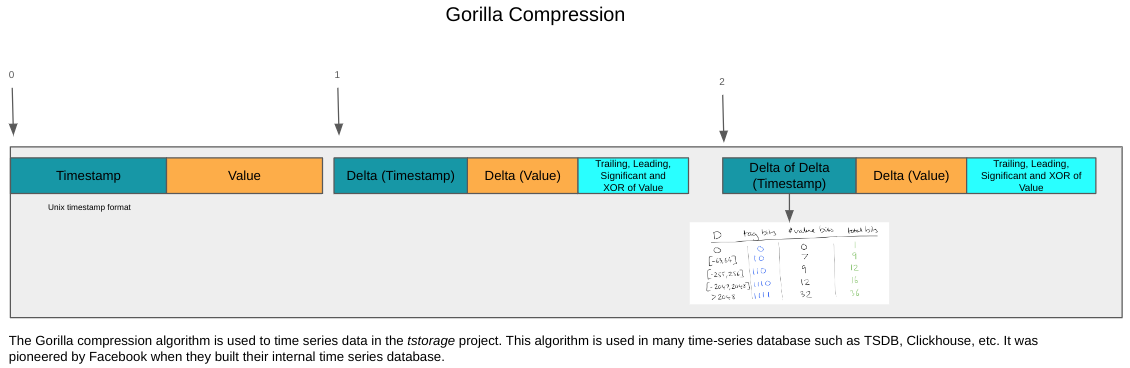 Gorilla Compression
0
1
2
Timestamp
Value
Delta (Timestamp)
Delta (Value)
Trailing, Leading,
Significant and
XOR of Value
Delta of Delta
(Timestamp)
Delta (Value)
Trailing, Leading,
Significant and XOR of
Value
Unix timestamp format
D tag bits # value bits total bits
0 0 0 1
10 7 9
[-255,256] 110 9 12
[-2047,2048] 1110 12 16
>2048 1111 32 36
The Gorilla compression algorithm is used to time series data in the tstorage project. This algorithm is used in many time-series database such as TSDB, Clickhouse, etc. It was
pioneered by Facebook when they built their internal time series database.